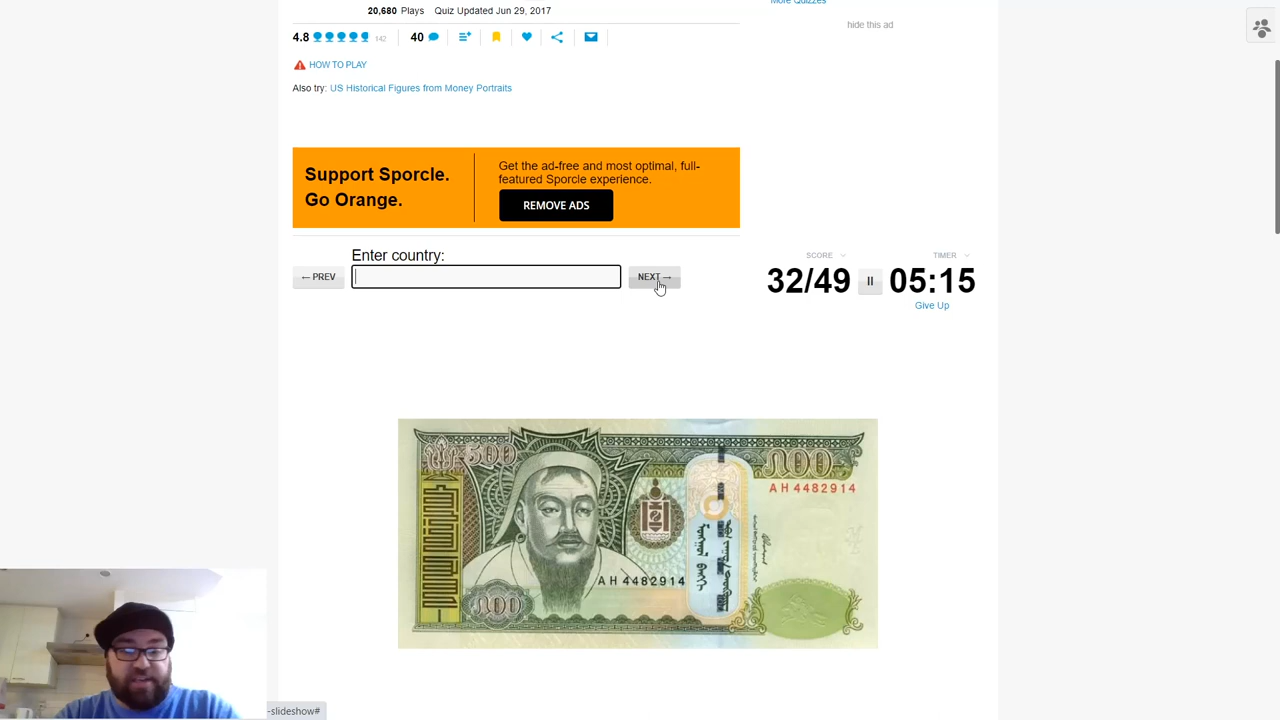 More Quizzes
20,680 Plays Quiz Updated Jun 29, 2017
hide this ad
4.8 142 40
HOW TO PLAY
Also try: US Historical Figures from Money Portraits
Support Sporcle.
Go Orange.
Get the ad-free and most optimal, full-
featured Sporcle experience.
REMOVE ADS
Enter country:
← PREV
NEXT →
SCORE
32/49
TIMER
05:15
Give Up
500
AH 4482914
AH 4482914
-slideshow#